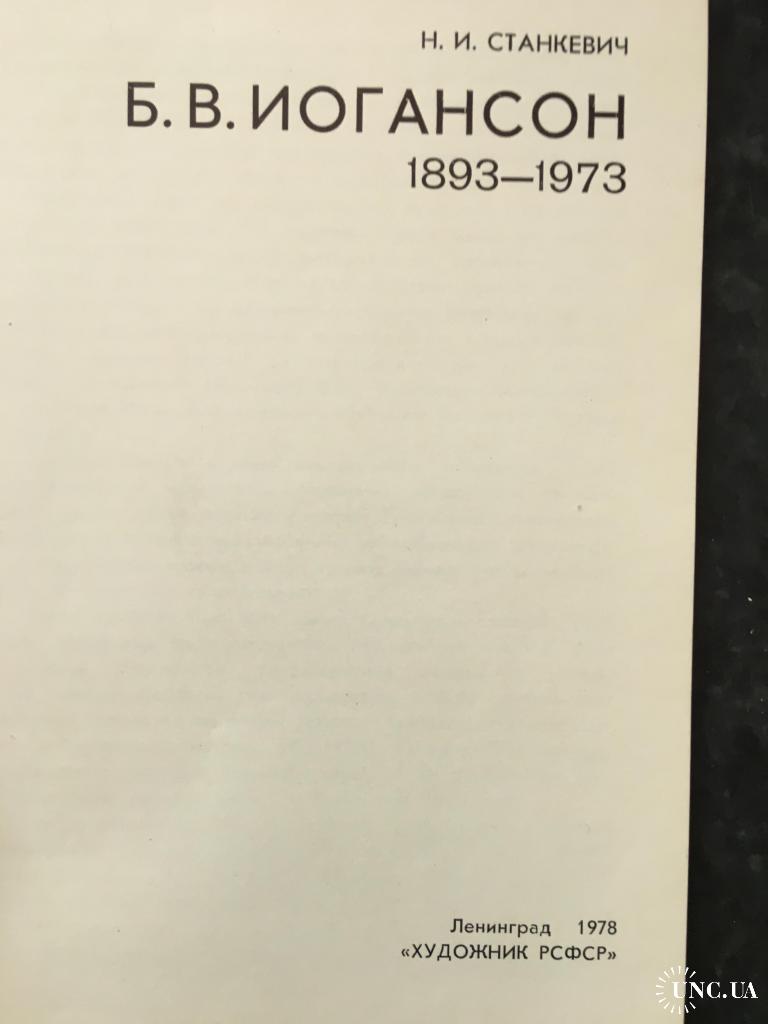 Н. И. СТАНКЕВИЧ
Б. В. ИОГАНСОН
1893—1973
Ленинград 1978
«ХУДОЖНИК РСФСР»
UNC.UA